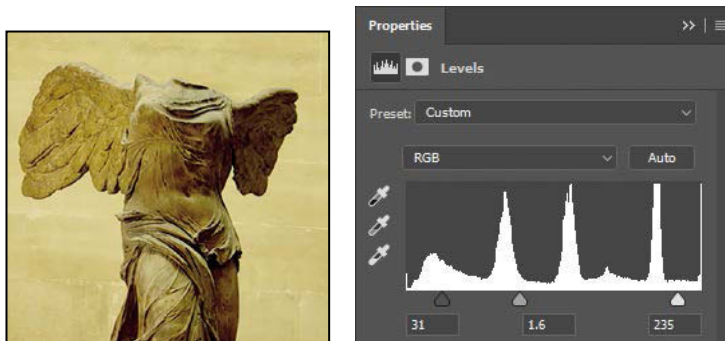 Properties
Levels
Preset: Custom
RGB
Auto
31
1.6
235